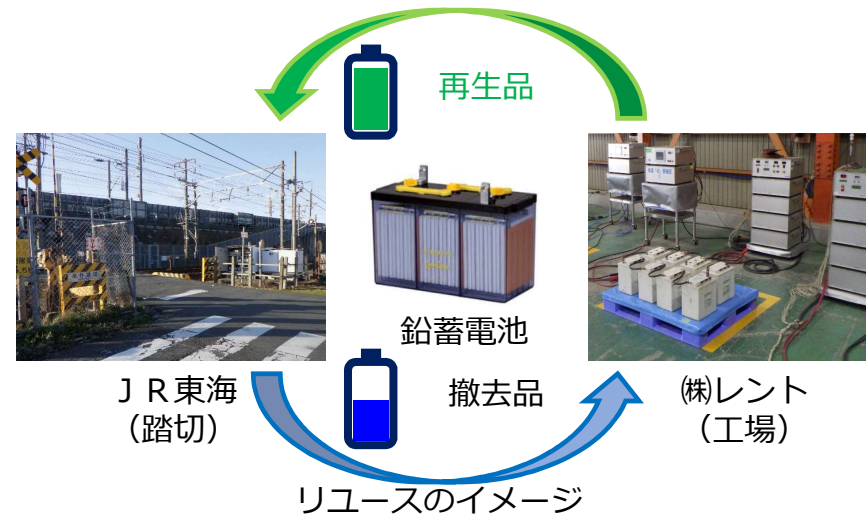 再生品
鉛蓄電池
ＪＲ東海
（踏切）
撤去品
㈱レント
（工場）
リユースのイメージ